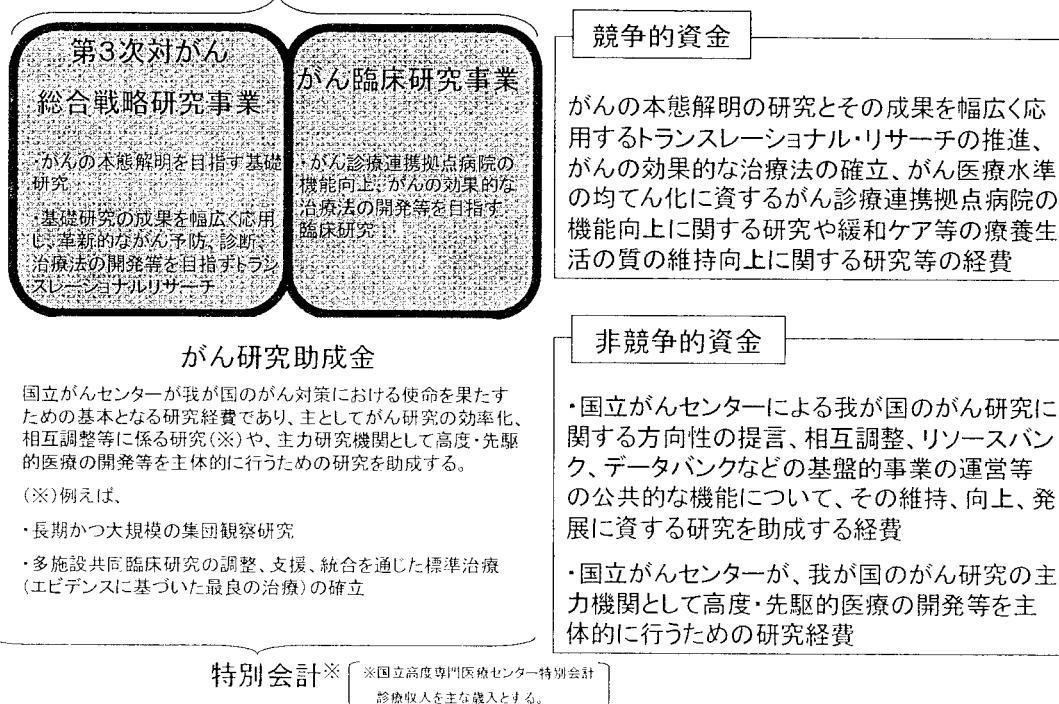 第3次対がん
総合戦略研究事業
・がんの本態解明を目指す基礎
研究
・基礎研究の成果を幅広く応用
し、革新的ながん予防、診断、
治療法の開発等を目指すトラン
スレーショナルリサーチ
がん臨床研究事業
・がん診療連携拠点病院の
機能向上、がんの効果的な
治療法の開発等を目指す
臨床研究
競争的資金
がんの本態解明の研究とその成果を幅広く応
用するトランスレーショナル・リサーチの推進、
がんの効果的な治療法の確立、がん医療水準
の均てん化に資するがん診療連携拠点病院の
機能向上に関する研究や緩和ケア等の療養生
活の質の維持向上に関する研究等の経費
がん研究助成金
国立がんセンターが我が国のがん対策における使命を果たす
ための基本となる研究経費であり、主としてがん研究の効率化、
相互調整等に係る研究(※)や、主力研究機関として高度・先駆
的医療の開発等を主体的に行うための研究を助成する。
(※)例えば、
・長期かつ大規模の集団観察研究
・多施設共同臨床研究の調整、支援、統合を通じた標準治療
(エビデンスに基づいた最良の治療)の確立
非競争的資金
・国立がんセンターによる我が国のがん研究に
関する方向性の提言、相互調整、リソースバン
ク、データバンクなどの基盤的事業の運営等
の公共的な機能について、その維持、向上、発
展に資する研究を助成する経費
・国立がんセンターが、我が国のがん研究の主
力機関として高度・先駆的医療の開発等を主
体的に行うための研究経費
特別会計※
※国立高度専門医療センター特別会計
診療収入を主な歳入とする。